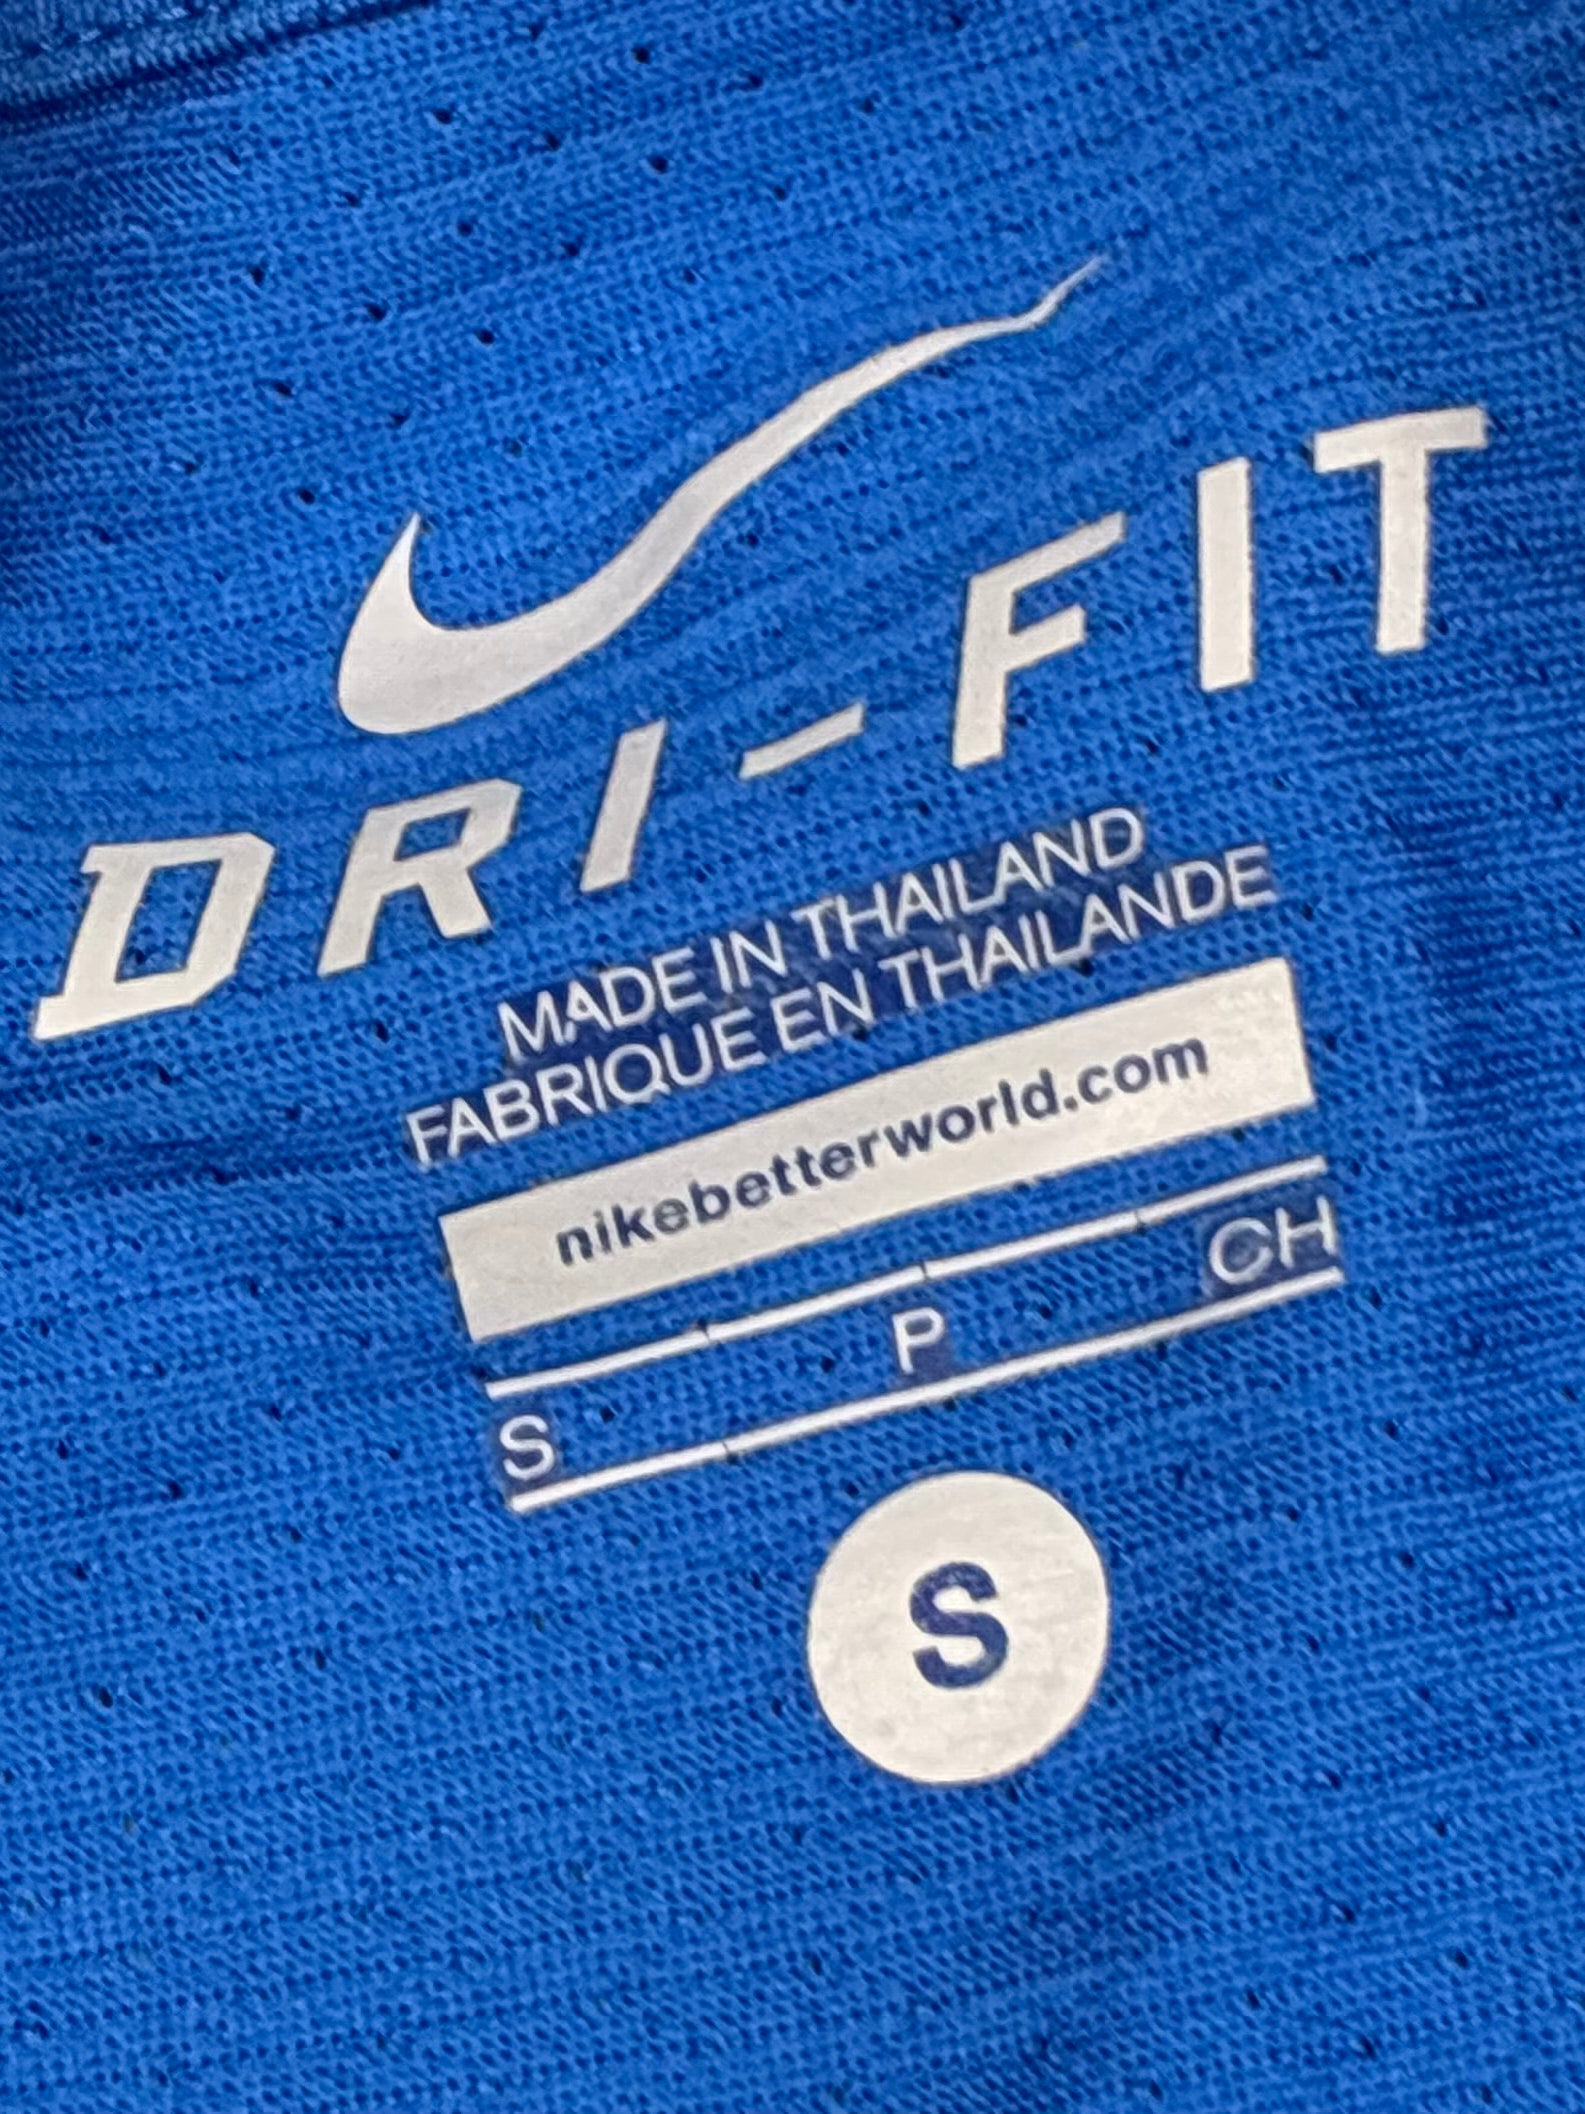 DRI-FIT
MADE IN THAILAND
FABRIQUE EN THAILANDE
nikebetterworld.com
S P CH
S